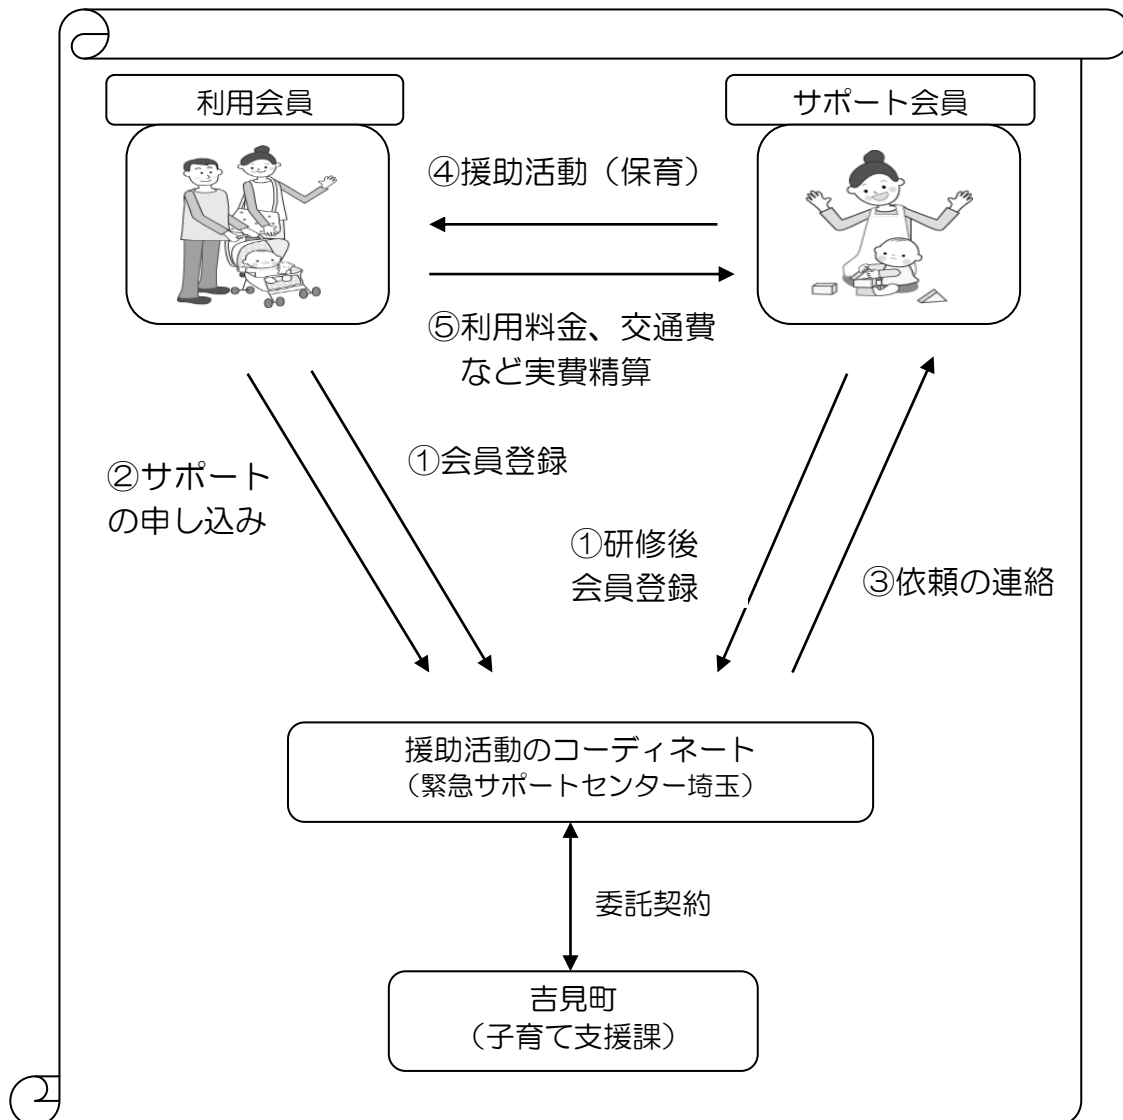 利用会員
サポート会員
④援助活動（保育）
⑤利用料金、交通費
など実費精算
①会員登録
②サポート
の申し込み
①研修後
会員登録
③依頼の連絡
援助活動のコーディネート
（緊急サポートセンター埼玉）
委託契約
吉見町
（子育て支援課）